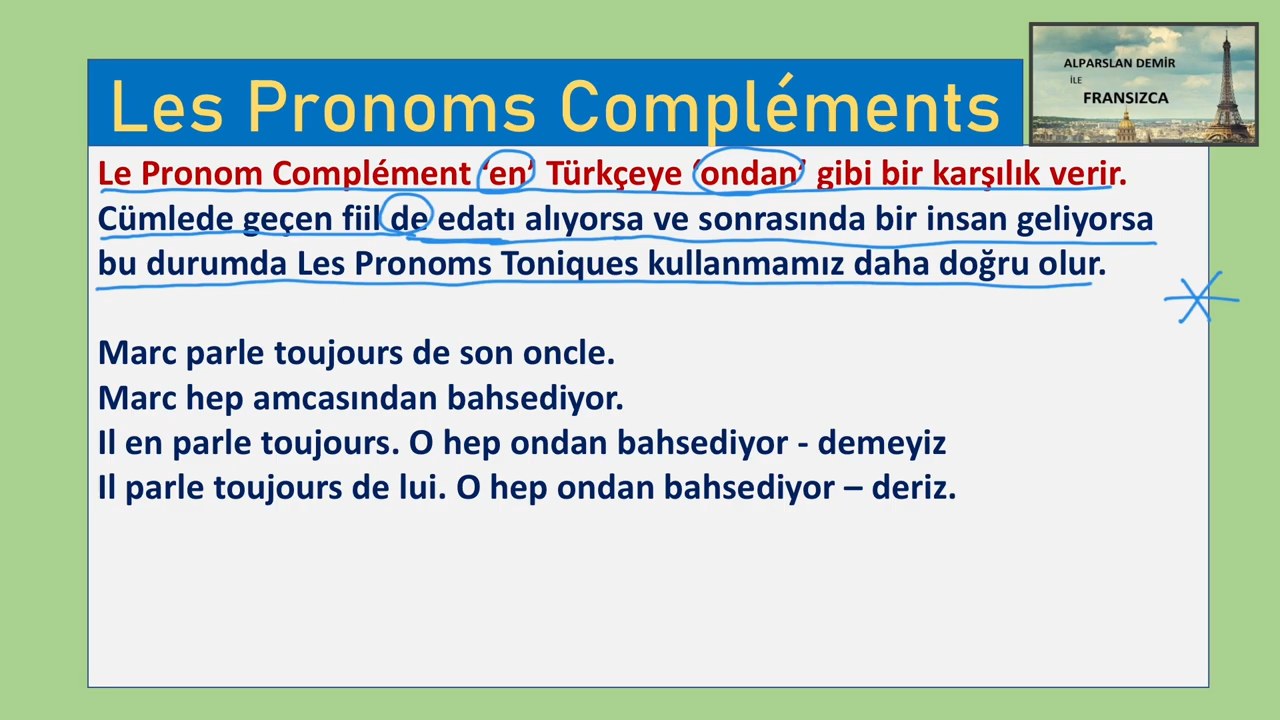 ALPARSLAN DEMİR
İLE
FRANSIZCA
Les Pronoms Compléments
Le Pronom Complément ‘en’ Türkçeye ‘ondan’ gibi bir karşılık verir.
Cümlede geçen fiil de edatı alıyorsa ve sonrasında bir insan geliyorsa
bu durumda Les Pronoms Toniques kullanmamız daha doğru olur.
Marc parle toujours de son oncle.
Marc hep amcasından bahsediyor.
Il en parle toujours. O hep ondan bahsediyor - demeyiz
Il parle toujours de lui. O hep ondan bahsediyor – deriz.